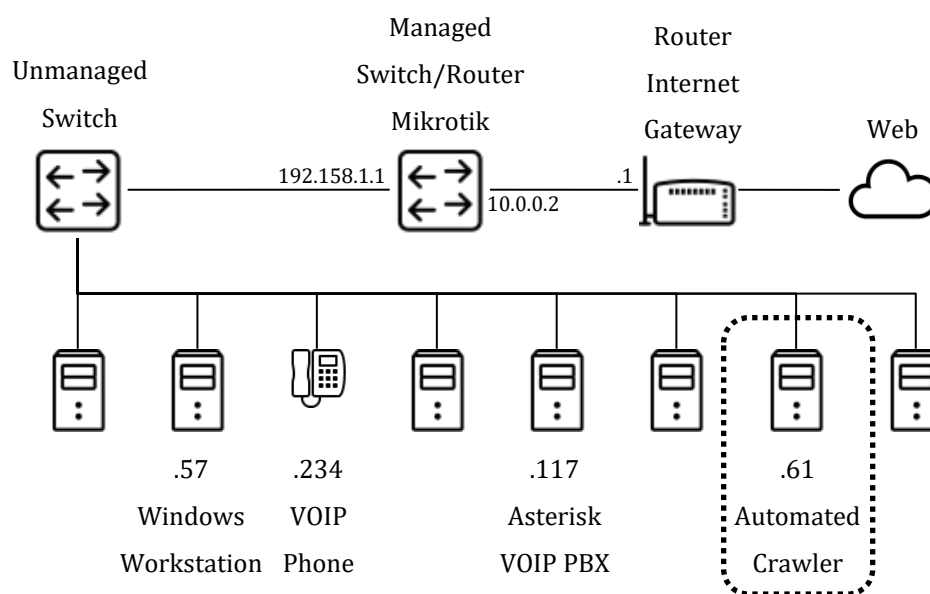 Unmanaged
Switch
Managed
Switch/Router
Mikrotik
Router
Internet
Gateway
Web
192.158.1.1
10.0.0.2
.1
.57
Windows
Workstation
.234
VOIP
Phone
.117
Asterisk
VOIP PBX
.61
Automated
Crawler